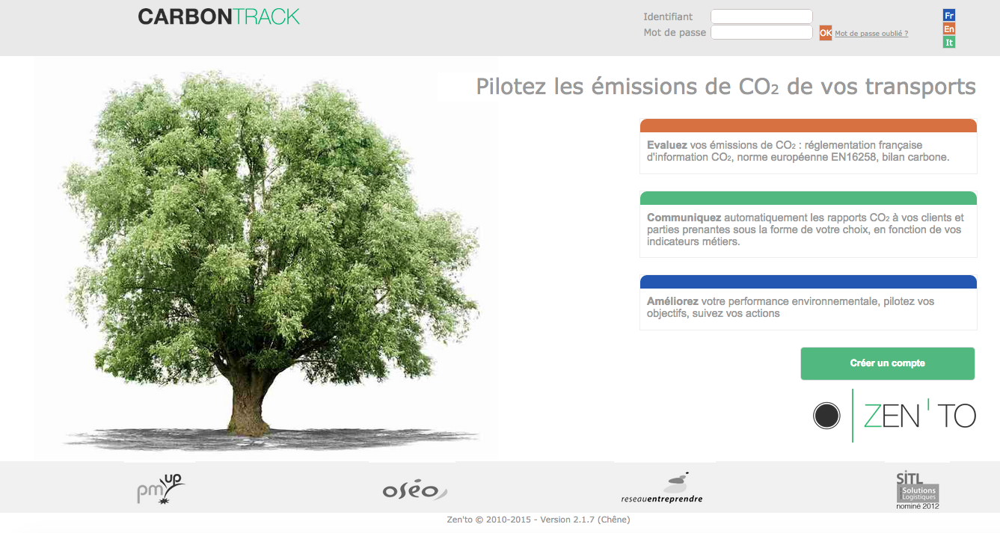 CARBONTRACK
Identifiant
Mot de passe
OK Mot de passe oublié ?
Fr
En
It
Pilotez les émissions de CO2 de vos transports
Evaluez vos émissions de CO2 : réglementation française
d'information CO2, norme européenne EN16258, bilan carbone.
Communiquez automatiquement les rapports CO2 à vos clients et
parties prenantes sous la forme de votre choix, en fonction de vos
indicateurs métiers.
Améliorez votre performance environnementale, pilotez vos
objectifs, suivez vos actions
Créer un compte
ZEN'TO
pm up
oséo
reseauentreprendre
SiTL
Solutions
Logistiques
nominé 2012
Zen'to © 2010-2015 - Version 2.1.7 (Chêne)